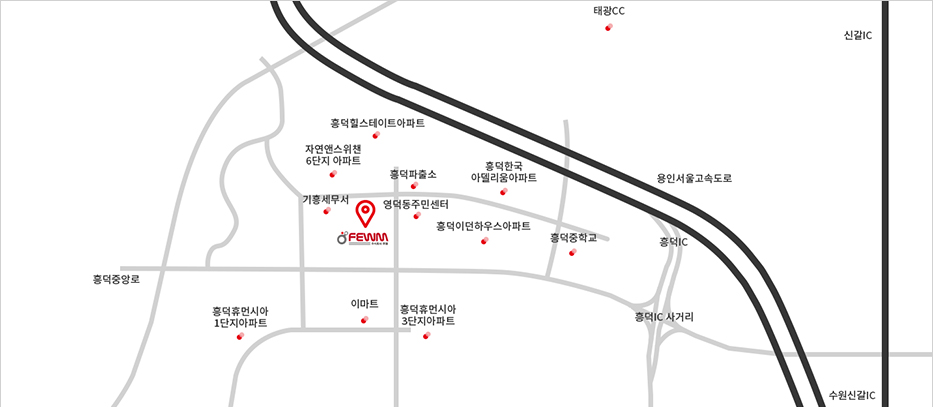 태광CC
신갈IC
흥덕힐스테이트아파트
자연앤스위첸
6단지 아파트
흥덕파출소
흥덕한국
아델리움아파트
용인서울고속도로
기흥세무서
영덕동주민센터
FEWM
흥덕이던하우스아파트
흥덕중학교
흥덕IC
흥덕중앙로
흥덕휴먼시아
1단지아파트
이마트
흥덕휴먼시아
3단지아파트
흥덕IC 사거리
수원신갈IC